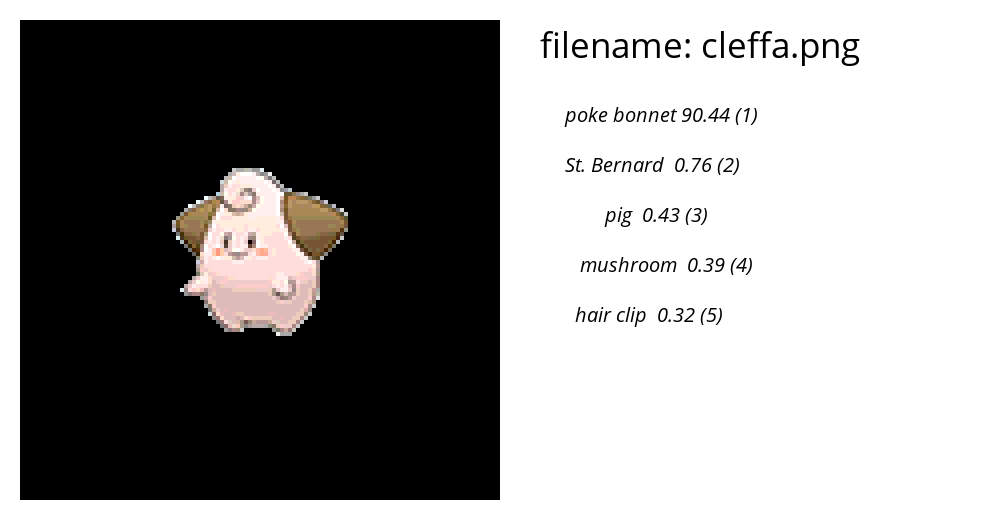 filename: cleffa.png
poke bonnet 90.44 (1)
St. Bernard 0.76 (2)
pig 0.43 (3)
mushroom 0.39 (4)
hair clip 0.32 (5)